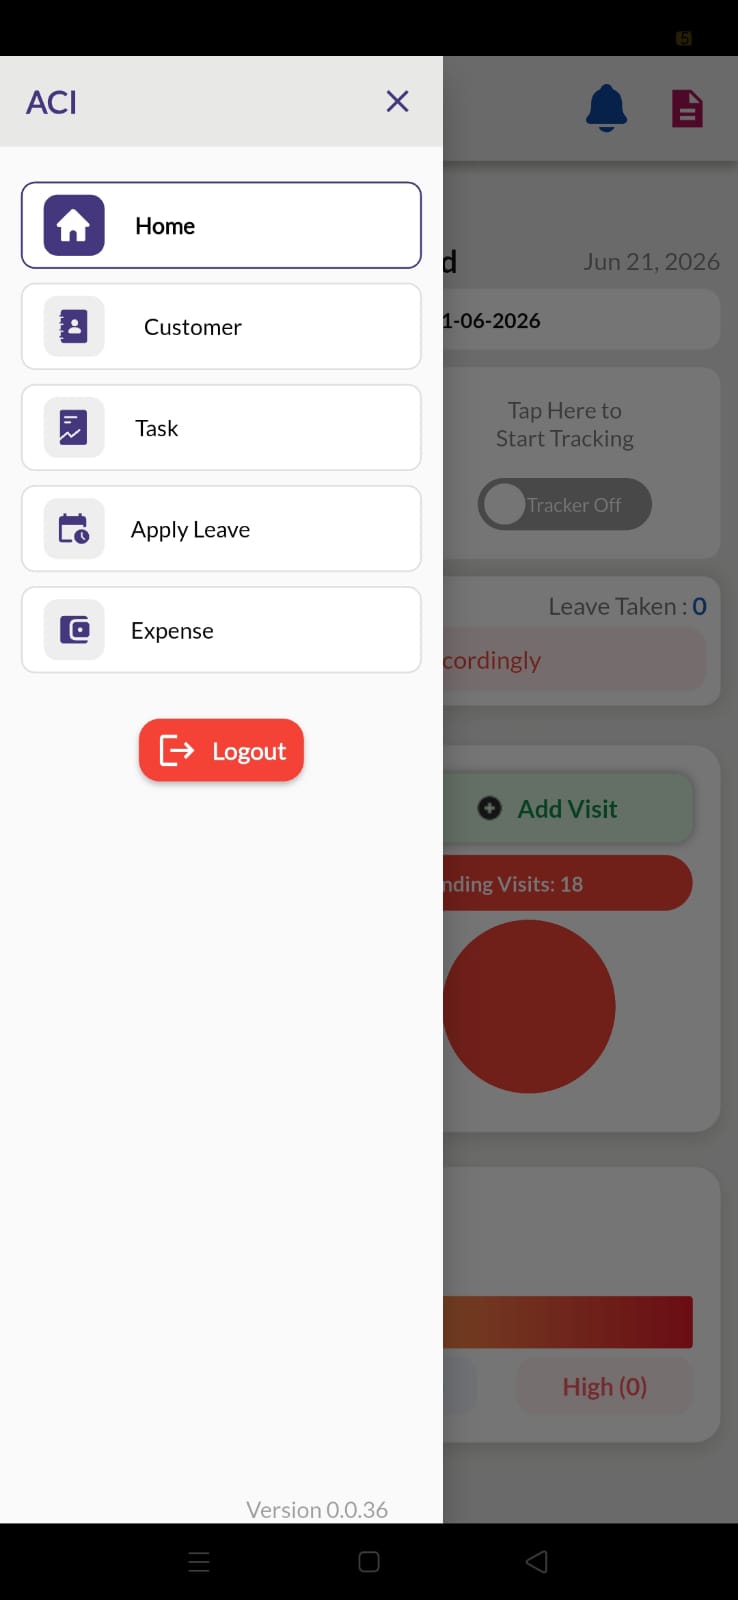 ACI
Home
Customer
Task
Apply Leave
Expense
Logout
Version 0.0.36
d
Jun 21, 2026
1-06-2026
Tap Here to
Start Tracking
Tracker Off
Leave Taken : 0
cordingly
Add Visit
nding Visits: 18
High (0)